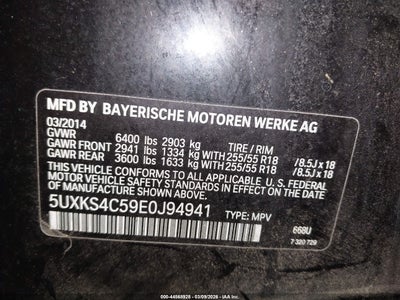 MFD BY BAYERISCHE MOTOREN WERKE AG
03/2014
GVWR 6400 lbs 2903 kg TIRE / RIM
GAWR FRONT 2941 lbs 1334 kg WITH 255/55 R18 /8.5J x 18
GAWR REAR 3600 lbs 1633 kg WITH 255/55 R18 /8.5J x 18
THIS VEHICLE CONFORMS TO ALL APPLICABLE FEDERAL
MOTOR VEHICLE SAFETY STANDARDS IN EFFECT ON THE
DATE OF MANUFACTURE SHOWN ABOVE.
5UXKS4C59E0J94941 TYPE: MPV
668U
7 320 729
000-44568928 - 03/09/2026 - IAA Inc.